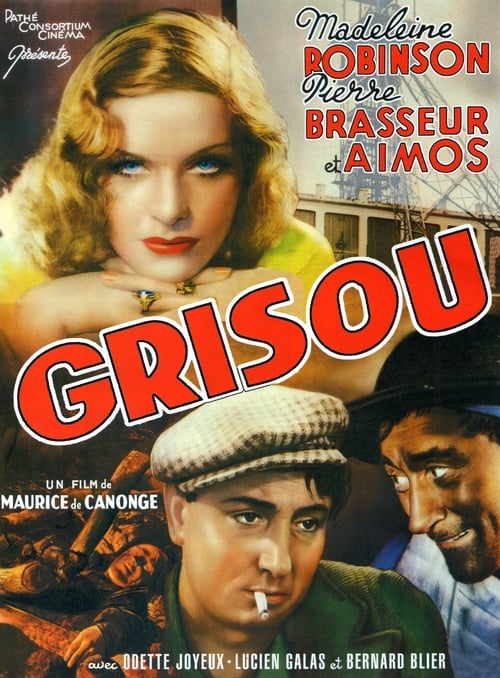 PATHÉ
CONSORTIUM
CINÉMA
présente
Madeleine
ROBINSON
Pierre
BRASSEUR
et AIMOS
GRISOU
UN FILM de
MAURICE de CANONGE
avec ODETTE JOYEUX · LUCIEN GALAS et BERNARD BLIER